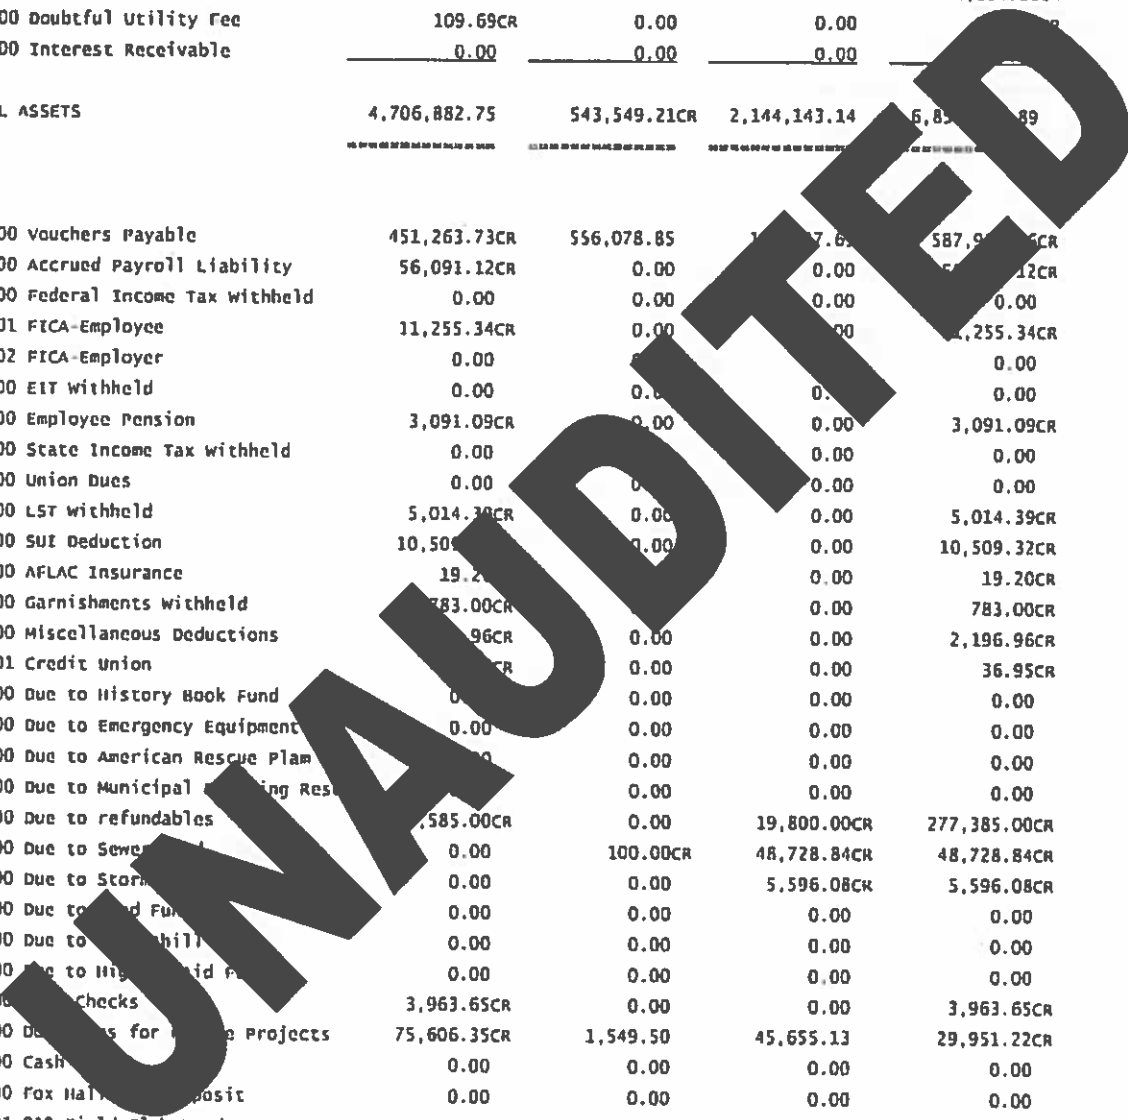 00 Doubtful Utility Fee 109.69CR 0.00 0.00
00 Interest Receivable 0.00 0.00 0.00
L ASSETS 4,706,882.75 543,549.21CR 2,144,143.14
00 Vouchers Payable 451,263.73CR 556,078.85
00 Accrued Payroll Liability 56,091.12CR 0.00 0.00
00 Federal Income Tax Withheld 0.00 0.00 0.00 0.00
01 FICA-Employee 11,255.34CR 0.00
02 FICA-Employer 0.00 0.00
00 EIT Withheld 0.00 0.00
00 Employee Pension 3,091.09CR 0.00 0.00 3,091.09CR
00 State Income Tax Withheld 0.00 0.00 0.00
00 Union Dues 0.00 0.00 0.00
00 LST Withheld 5,014.39CR 0.00 0.00 5,014.39CR
00 SUI Deduction 0.00 0.00 10,509.32CR
00 AFLAC Insurance 0.00 19.20CR
00 Garnishments Withheld 783.00CR 0.00 783.00CR
00 Miscellaneous Deductions 0.00 0.00 2,196.96CR
01 Credit Union 0.00 0.00 36.95CR
00 Due to History Book Fund 0.00 0.00 0.00
00 Due to Emergency Equipment 0.00 0.00 0.00 0.00
00 Due to American Rescue Plan 0.00 0.00 0.00
00 Due to Municipal 0.00 0.00 0.00
00 Due to refundables 0.00 19,800.00CR 277,385.00CR
00 Due to Sewer 0.00 100.00CR 48,728.84CR 48,728.84CR
00 Due to Storm 0.00 0.00 5,596.08CR 5,596.08CR
00 Due to 0.00 0.00 0.00 0.00
00 Due to 0.00 0.00 0.00 0.00
to 0.00 0.00 0.00 0.00
Checks 3,963.65CR 0.00 0.00 3,963.65CR
00 for Projects 75,606.35CR 1,549.50 45,655.13 29,951.22CR
00 Cash 0.00 0.00 0.00 0.00
00 Fox 0.00 0.00 0.00 0.00
UNAUDITED